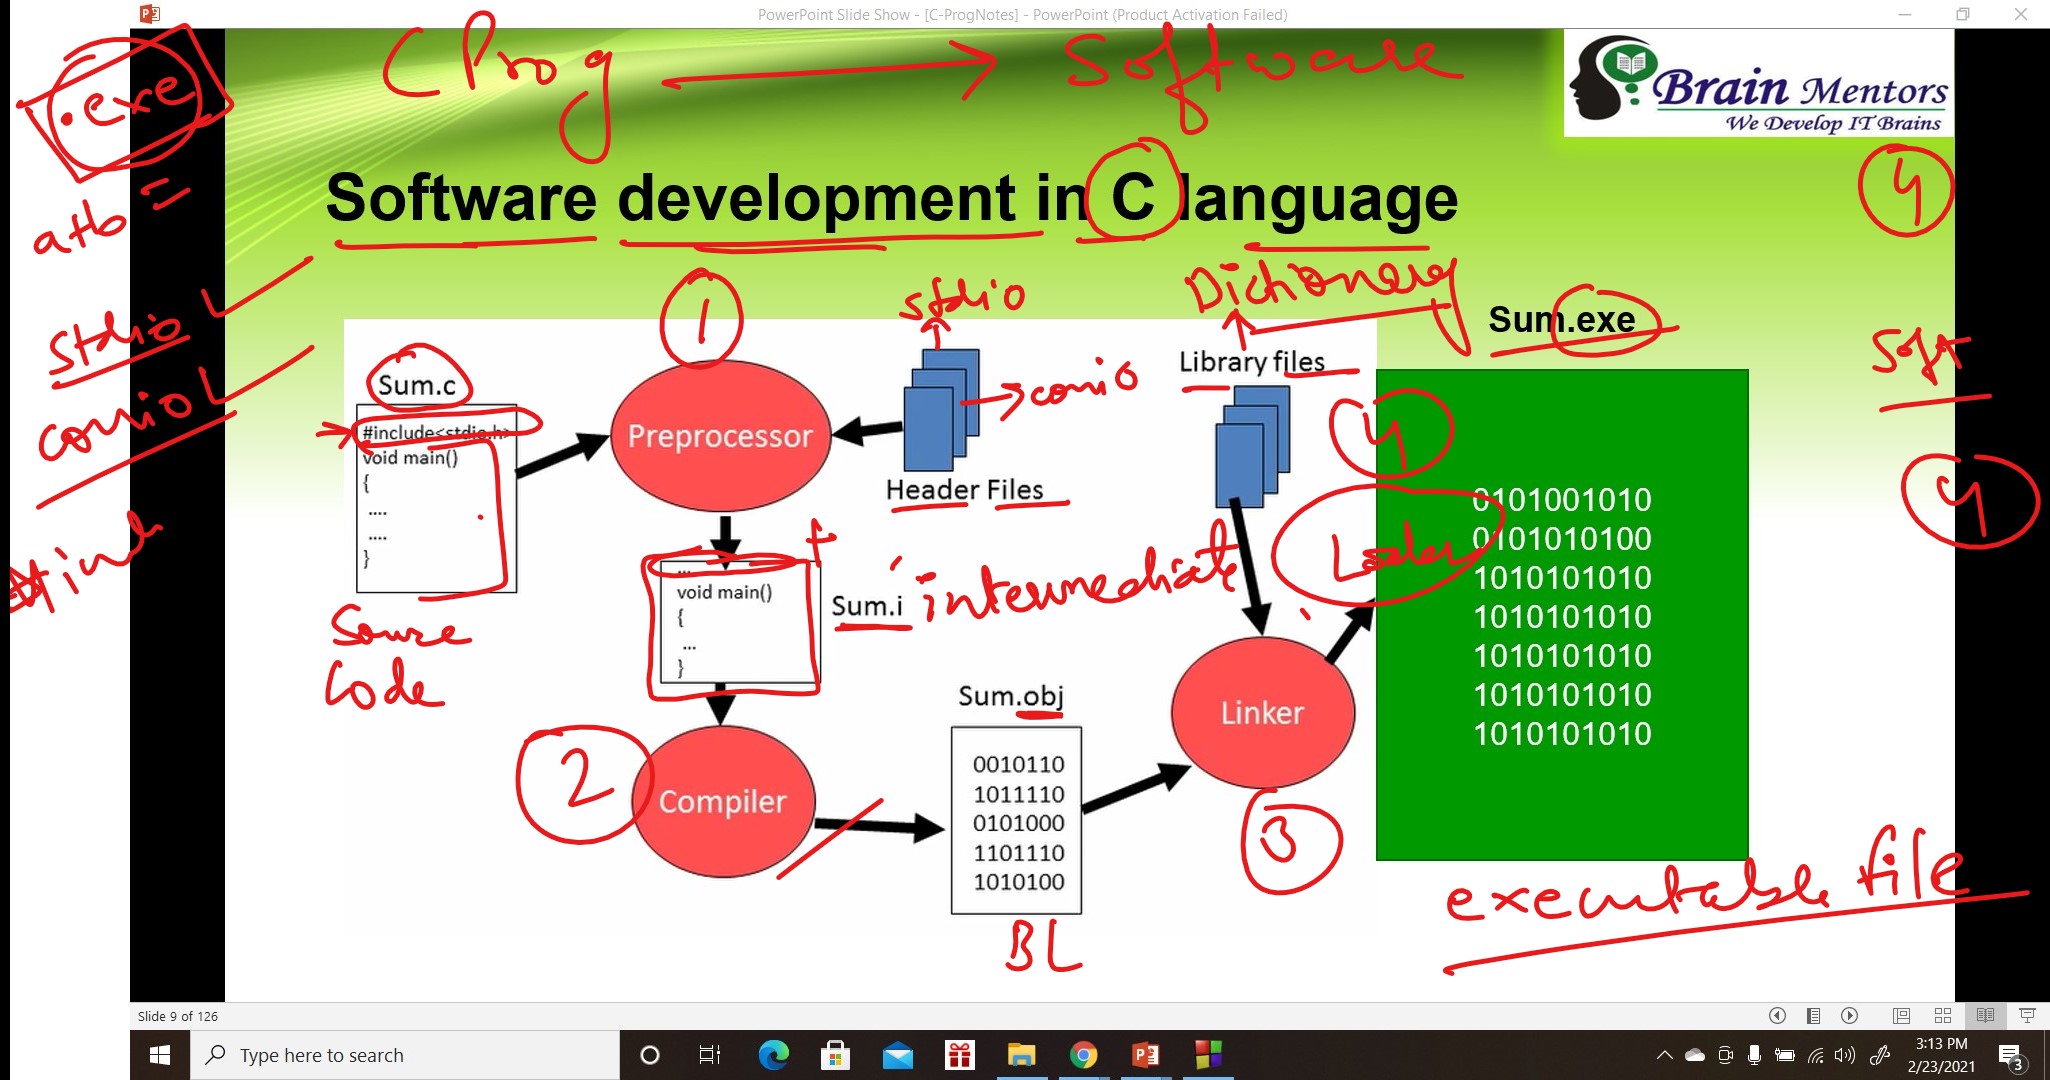 PowerPoint Slide Show - [C-ProgNotes] - PowerPoint (Product Activation Failed)
C Prog Software
.exe
Brain Mentors
We Develop IT Brains
Software development in C language
4
stdio
conio
1
stdio
Dictionary
Sum.exe
Soft
Sum.c
#include<stdio.h>
void main()
{
....
....
}
Preprocessor
conio
Header Files
Library files
4
4
Source
Code
...
void main()
{
...
}
Sum.i intermediate
Loader
0101001010
0101010100
1010101010
1010101010
1010101010
1010101010
1010101010
2
Compiler
Sum.obj
0010110
1011110
0101000
1101110
1010100
BL
Linker
3
executable file
Slide 9 of 126
Type here to search
3:13 PM
2/23/2021
3